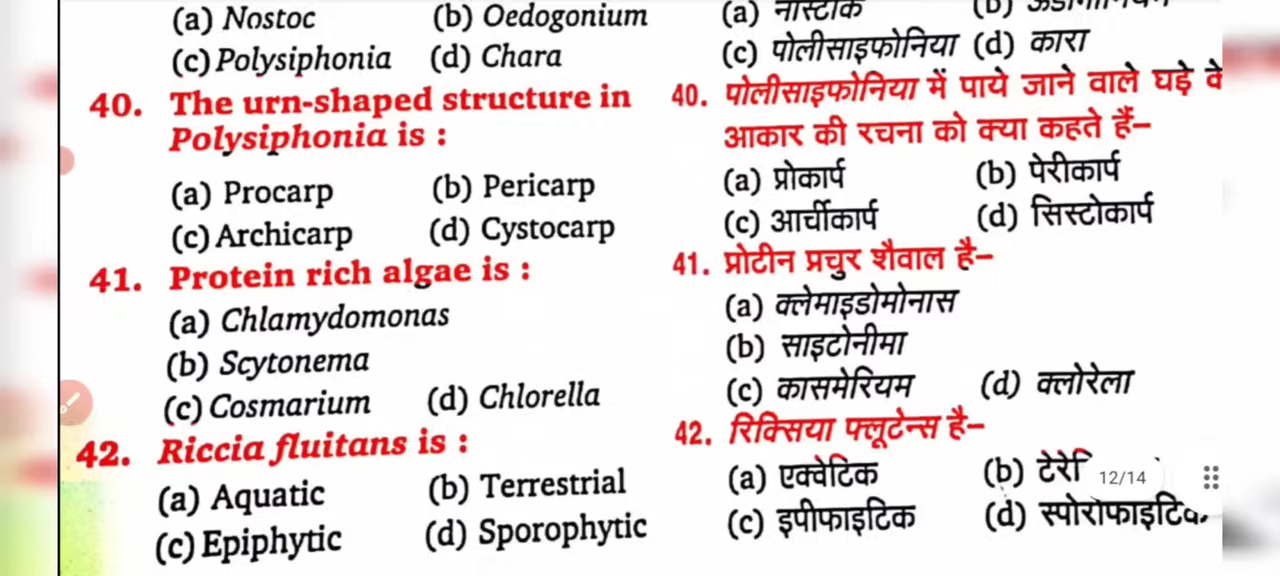 (a) Nostoc (b) Oedogonium
(c) Polysiphonia (d) Chara
40. The urn-shaped structure in
Polysiphonia is :
(a) Procarp (b) Pericarp
(c) Archicarp (d) Cystocarp
41. Protein rich algae is :
(a) Chlamydomonas
(b) Scytonema
(c) Cosmarium (d) Chlorella
42. Riccia fluitans is :
(a) Aquatic (b) Terrestrial
(c) Epiphytic (d) Sporophytic
(a) नास्टाक (b)
(c) पोलीसाइफोनिया (d) कारा
40. पोलीसाइफोनिया में पाये जाने वाले घड़े के
आकार की रचना को क्या कहते हैं–
(a) प्रोकार्प (b) पेरीकार्प
(c) आर्चीकार्प (d) सिस्टोकार्प
41. प्रोटीन प्रचुर शैवाल है–
(a) क्लेमाइडोमोनास
(b) साइटोनीमा
(c) कासमेरियम (d) क्लोरेला
42. रिक्सिया फ्लूटेन्स है–
(a) एक्वेटिक (b)
(c) इपीफाइटिक (d) स्पोरोफाइटिक
12/14